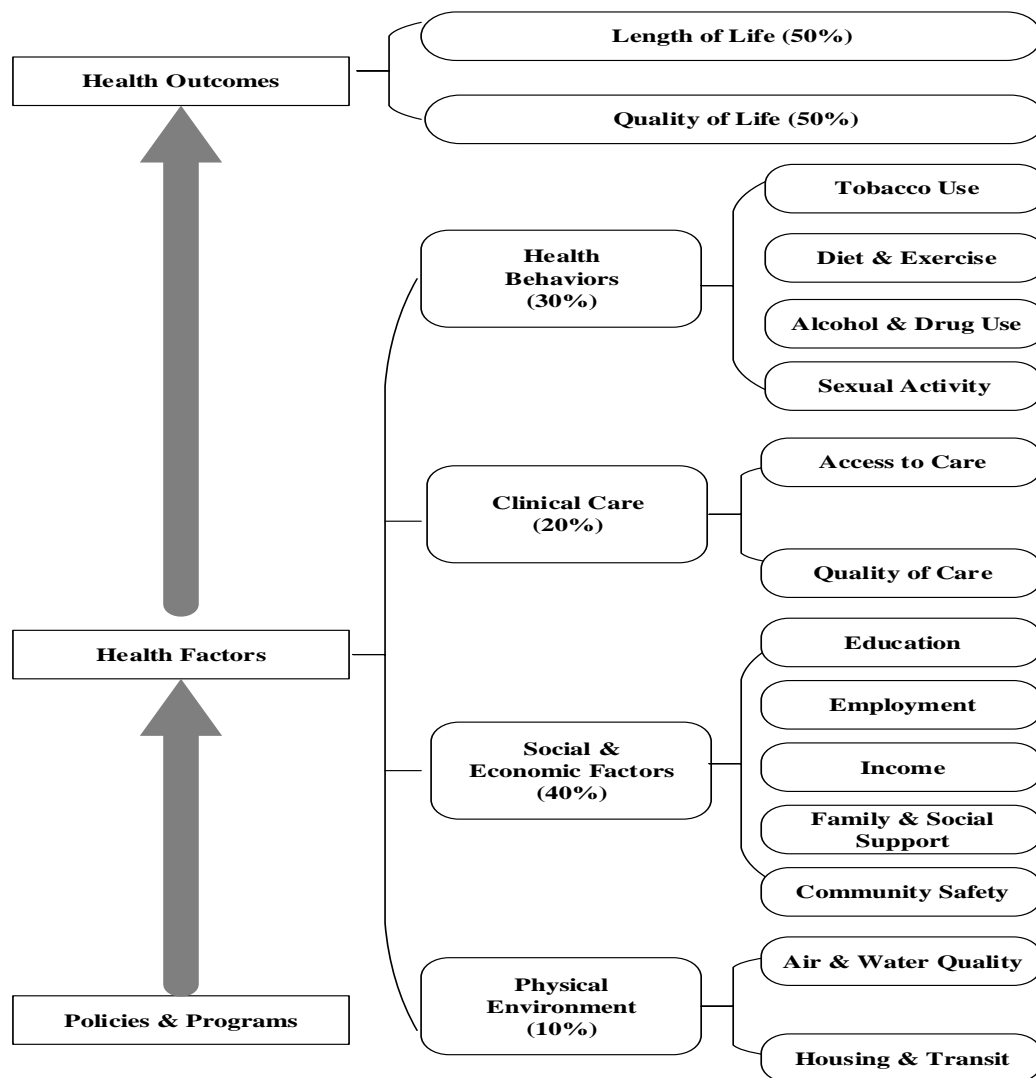 Length of Life (50%)
Health Outcomes
Quality of Life (50%)
Tobacco Use
Health
Behaviors
(30%)
Diet & Exercise
Alcohol & Drug Use
Sexual Activity
Access to Care
Clinical Care
(20%)
Quality of Care
Health Factors
Education
Employment
Social &
Economic Factors
(40%)
Income
Family & Social
Support
Community Safety
Air & Water Quality
Physical
Environment
(10%)
Policies & Programs
Housing & Transit